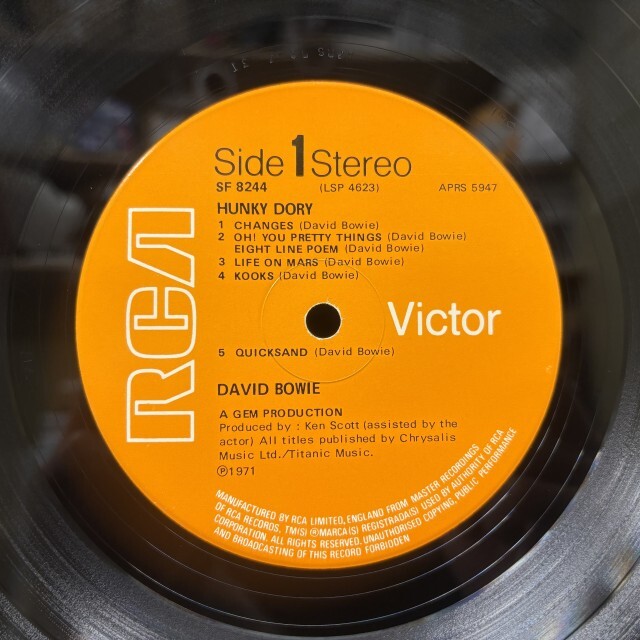 Side 1 Stereo
SF 8244 (LSP 4623) APRS 5947
HUNKY DORY
1 CHANGES (David Bowie)
2 OH! YOU PRETTY THINGS (David Bowie)
EIGHT LINE POEM (David Bowie)
3 LIFE ON MARS (David Bowie)
4 KOOKS (David Bowie)
RCA
Victor
5 QUICKSAND (David Bowie)
DAVID BOWIE
A GEM PRODUCTION
Produced by : Ken Scott (assisted by the
actor) All titles published by Chrysalis
Music Ltd./Titanic Music.
Ⓟ1971
MANUFACTURED BY RCA LIMITED, ENGLAND FROM MASTER RECORDINGS
OF RCA RECORDS. TM(S) ®MARCA(S) REGISTRADA(S) USED BY AUTHORITY OF RCA
CORPORATION. ALL RIGHTS RESERVED. UNAUTHORISED COPYING, PUBLIC PERFORMANCE
AND BROADCASTING OF THIS RECORD FORBIDDEN